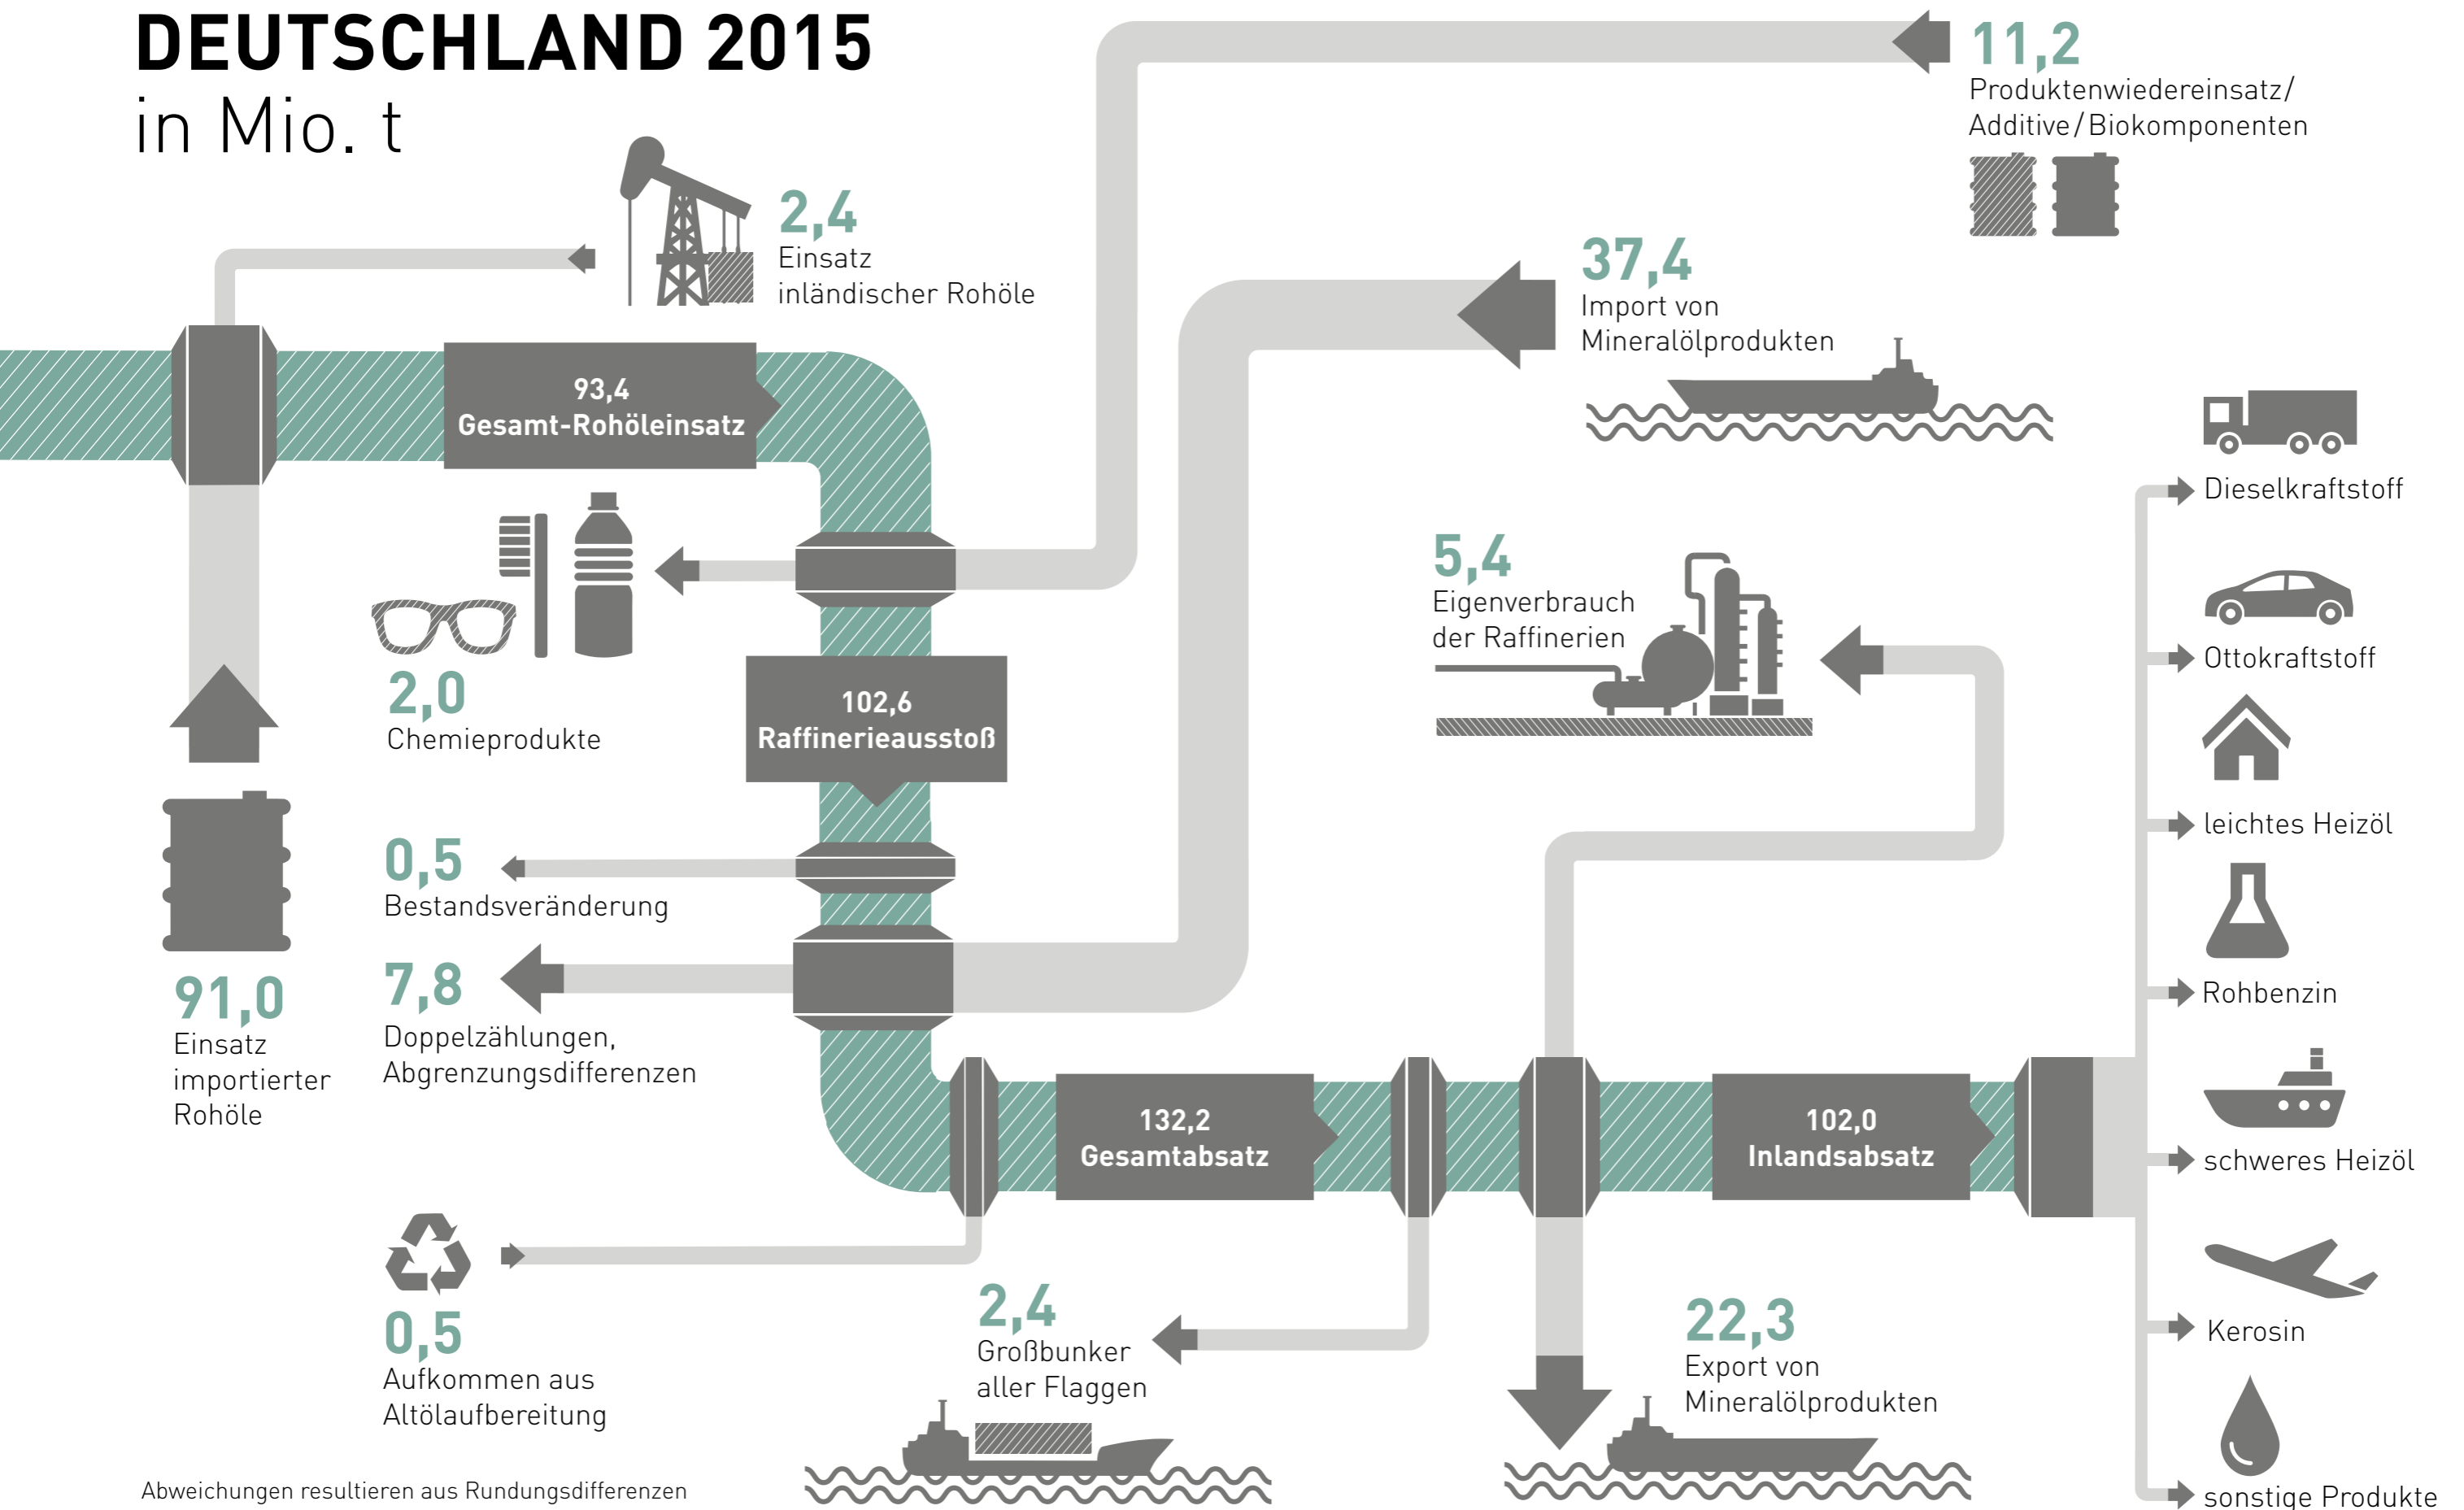 DEUTSCHLAND 2015
in Mio. t
11,2
Produktenwiedereinsatz/
Additive/Biokomponenten
2,4
Einsatz
inländischer Rohöle
37,4
Import von
Mineralölprodukten
93,4
Gesamt-Rohöleinsatz
Dieselkraftstoff
5,4
Eigenverbrauch
der Raffinerien
Ottokraftstoff
2,0
Chemieprodukte
102,6
Raffinerieausstoß
leichtes Heizöl
0,5
Bestandsveränderung
91,0
Einsatz
importierter
Rohöle
7,8
Doppelzählungen,
Abgrenzungsdifferenzen
Rohbenzin
132,2
Gesamtabsatz
102,0
Inlandsabsatz
schweres Heizöl
0,5
Aufkommen aus
Altölaufbereitung
2,4
Großbunker
aller Flaggen
22,3
Export von
Mineralölprodukten
Kerosin
sonstige Produkte
Abweichungen resultieren aus Rundungsdifferenzen